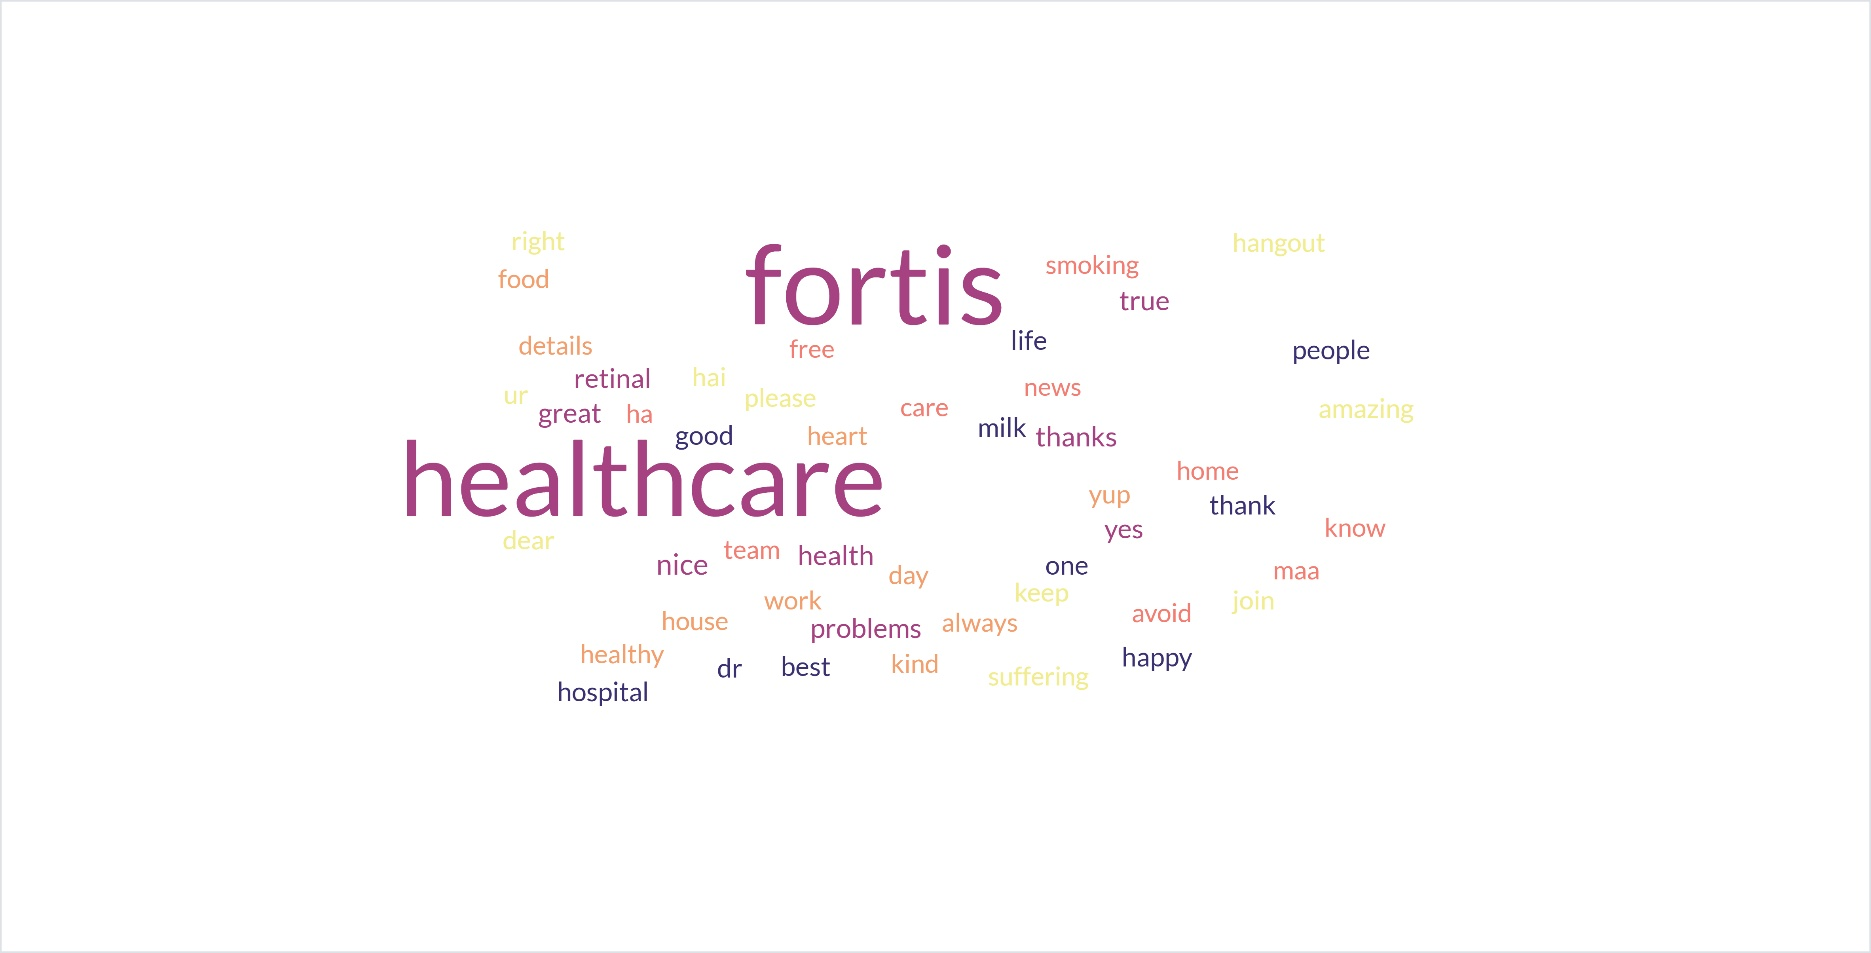 right
hangout
fortis
smoking
food
true
life
details
free
people
retinal
hai
news
ur
please
great
ha
care
amazing
good
heart
milk
thanks
healthcare
home
yup
thank
yes
know
dear
team
health
nice
one
maa
day
keep
work
join
house
problems
always
avoid
healthy
dr
best
kind
happy
suffering
hospital